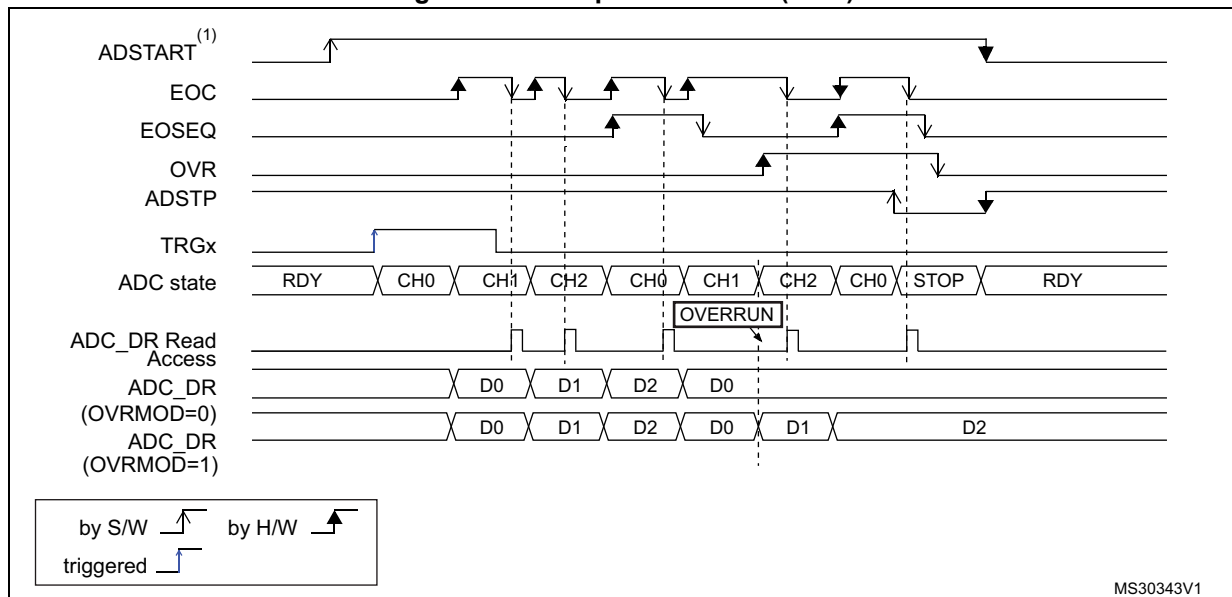 ADSTART (1)
EOC
EOSEQ
OVR
ADSTP
TRGx
ADC state RDY CH0 CH1 CH2 CH0 CH1 CH2 CH0 STOP RDY
OVERRUN
ADC_DR Read
Access
ADC_DR D0 D1 D2 D0
(OVRMOD=0)
ADC_DR D0 D1 D2 D0 D1 D2
(OVRMOD=1)
by S/W by H/W
triggered
MS30343V1